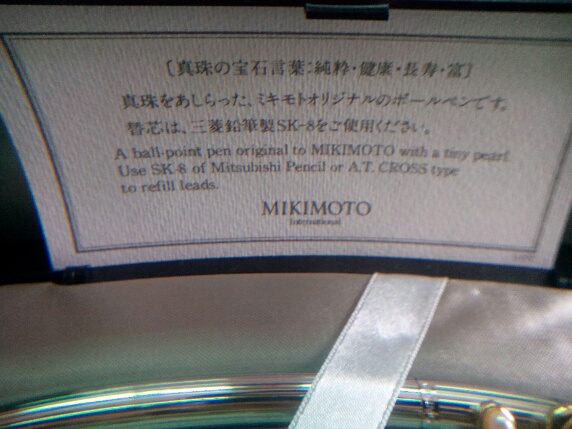 〔真珠の宝石言葉:純粋・健康・長寿・富〕
真珠をあしらった、ミキモトオリジナルのボールペンです。
替芯は、三菱鉛筆製SK-8をご使用ください。
A ball-point pen original to MIKIMOTO with a tiny pearl.
Use SK-8 of Mitsubishi Pencil or A.T. CROSS type
to refill leads.
MIKIMOTO
International